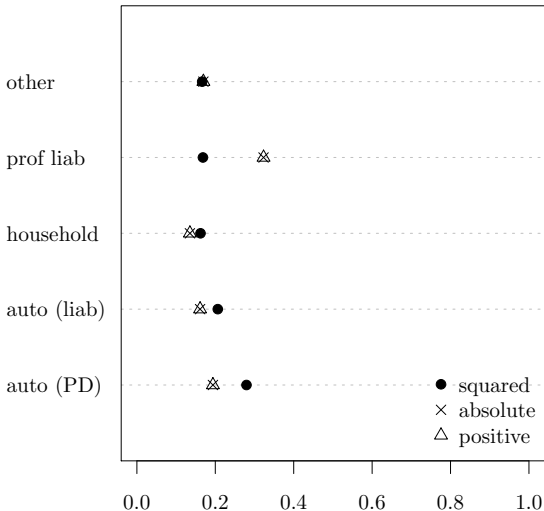 other
prof liab
household
auto (liab)
auto (PD)
squared
absolute
positive
0.0 0.2 0.4 0.6 0.8 1.0